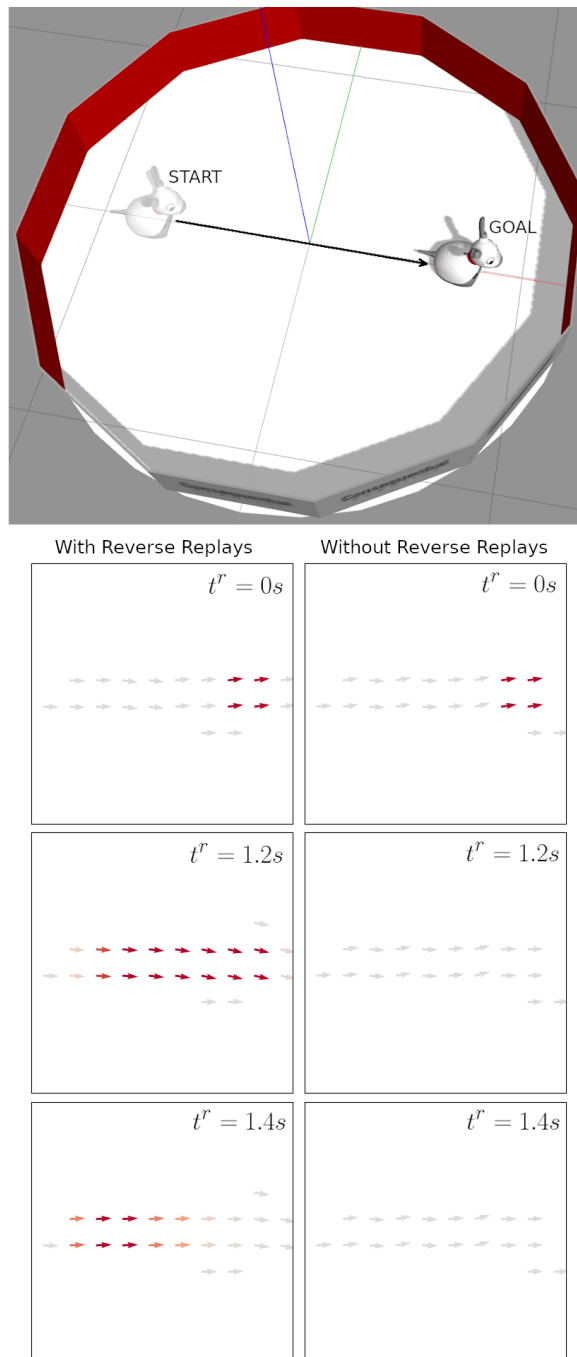 START
GOAL
With Reverse Replays
Without Reverse Replays
t^r = 0s
t^r = 0s
t^r = 1.2s
t^r = 1.2s
t^r = 1.4s
t^r = 1.4s